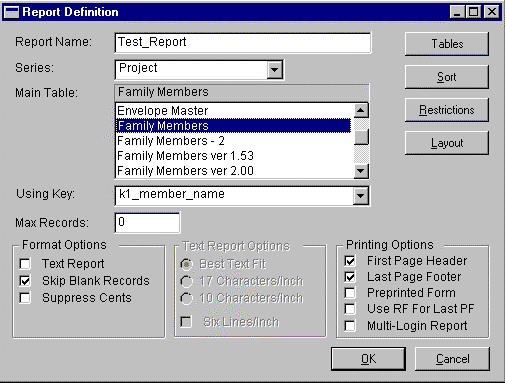 Report Definition
Report Name: Test_Report Tables
Series: Project Sort
Main Table: Family Members
Envelope Master
Family Members Restrictions
Family Members - 2
Family Members ver 1.53 Layout
Family Members ver 2.00
Using Key: k1_member_name
Max Records: 0
Format Options
Text Report
Skip Blank Records
Suppress Cents
Text Report Options
Best Text Fit
17 Characters/Inch
10 Characters/Inch
Six Lines/Inch
Printing Options
First Page Header
Last Page Footer
Preprinted Form
Use RF For Last PF
Multi-Login Report
OK Cancel